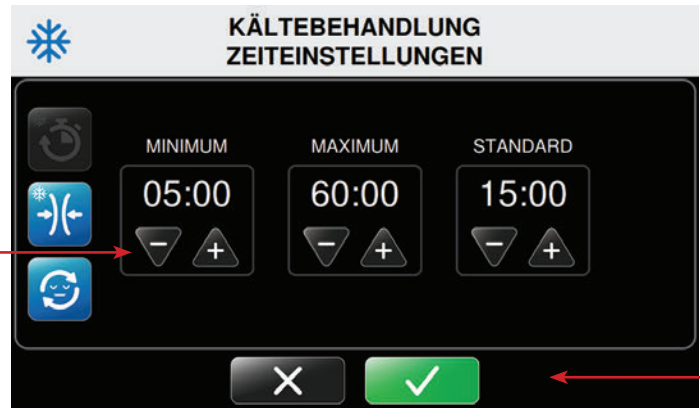 KÄLTEBEHANDLUNG
ZEITEINSTELLUNGEN
MINIMUM MAXIMUM STANDARD
05:00 60:00 15:00
- + - + - +